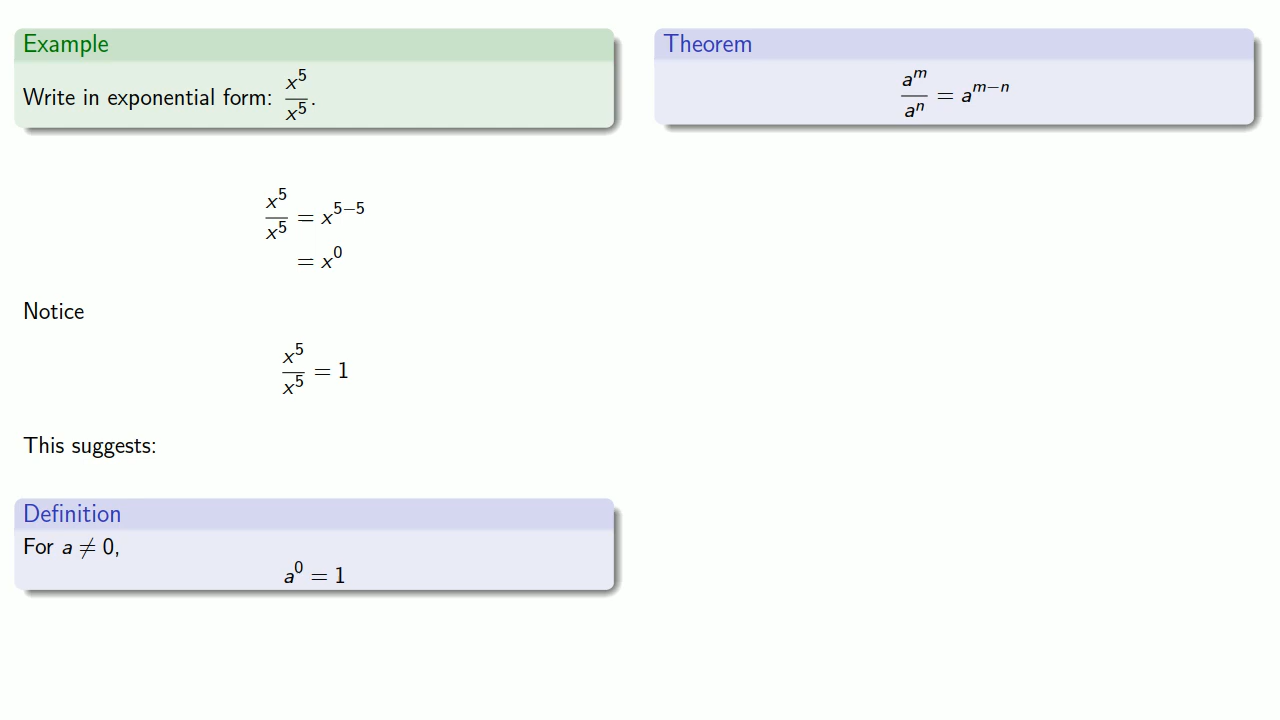 Example
Write in exponential form: x^5/x^5.
x^5/x^5 = x^{5−5}
= x^0
Notice
x^5/x^5 = 1
This suggests:
Definition
For a ≠ 0,
a^0 = 1
Theorem
a^m/a^n = a^{m−n}